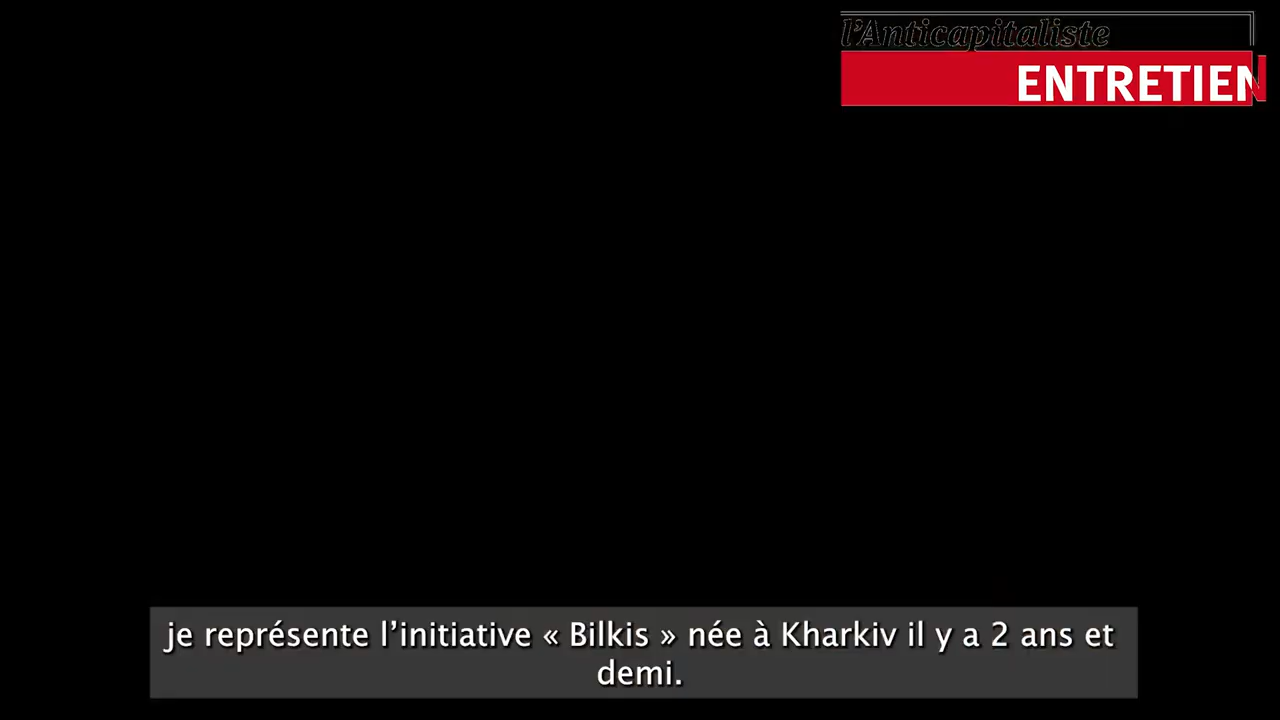 l'Anticapitaliste
ENTRETIEN
je représente l’initiative « Bilkis » née à Kharkiv il y a 2 ans et
demi.